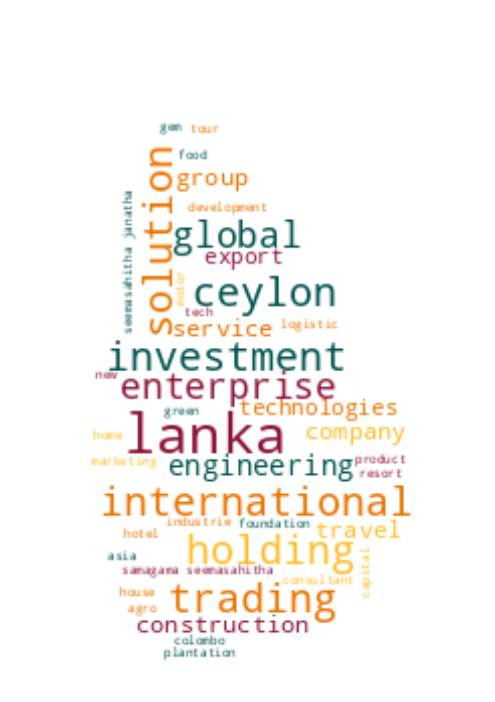 gem tour
food
solution
group
seemasahitha janatha
development
global
export
motor
ceylon
tech
service logistic
investment
new
enterprise
green technologies
lanka
home company
marketing engineering product
resort
international
industrie foundation travel
hotel
holding
asia
capital
samagama seemasahitha
consultant
house trading
agro
construction
colombo
plantation